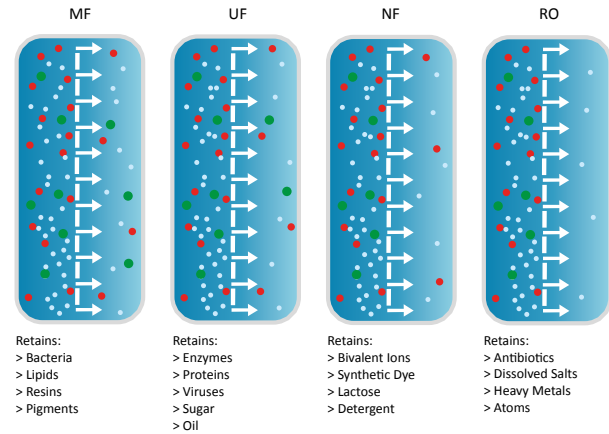 MF
UF
NF
RO
Retains:
> Bacteria
> Lipids
> Resins
> Pigments
Retains:
> Enzymes
> Proteins
> Viruses
> Sugar
> Oil
Retains:
> Bivalent Ions
> Synthetic Dye
> Lactose
> Detergent
Retains:
> Antibiotics
> Dissolved Salts
> Heavy Metals
> Atoms